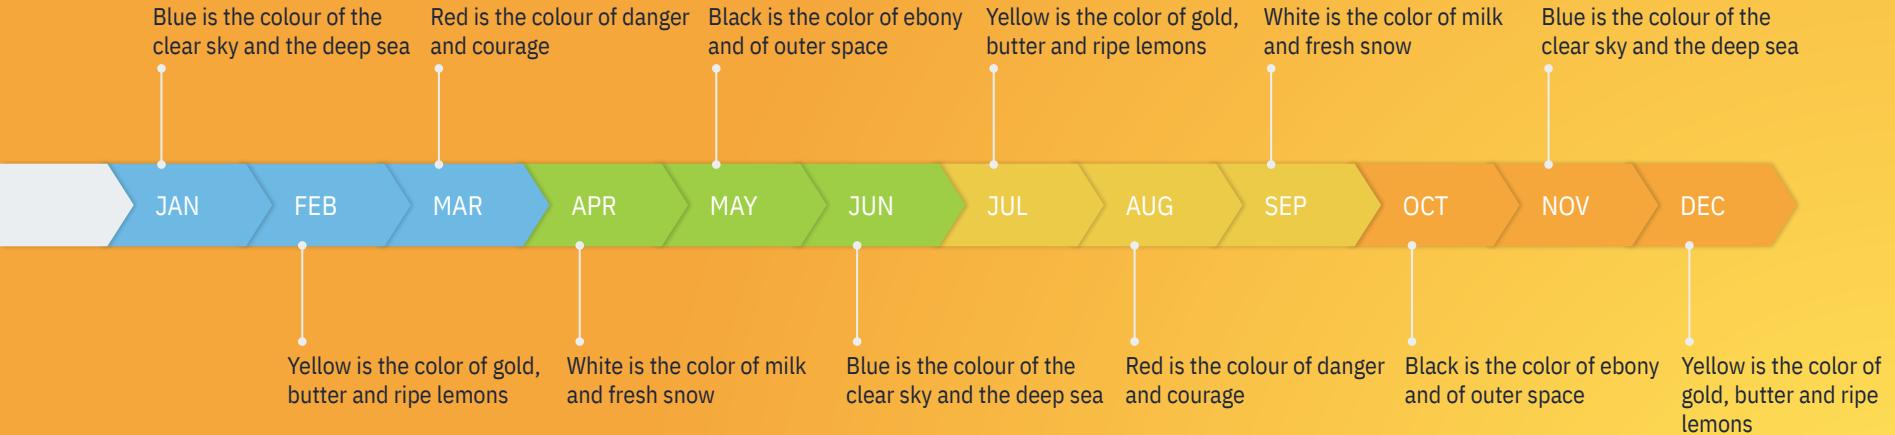 Blue is the colour of the
clear sky and the deep sea
Red is the colour of danger
and courage
Black is the color of ebony
and of outer space
Yellow is the color of gold,
butter and ripe lemons
White is the color of milk
and fresh snow
Blue is the colour of the
clear sky and the deep sea
JAN
FEB
MAR
APR
MAY
JUN
JUL
AUG
SEP
OCT
NOV
DEC
Yellow is the color of gold,
butter and ripe lemons
White is the color of milk
and fresh snow
Blue is the colour of the
clear sky and the deep sea
Red is the colour of danger
and courage
Black is the color of ebony
and of outer space
Yellow is the color of
gold, butter and ripe
lemons